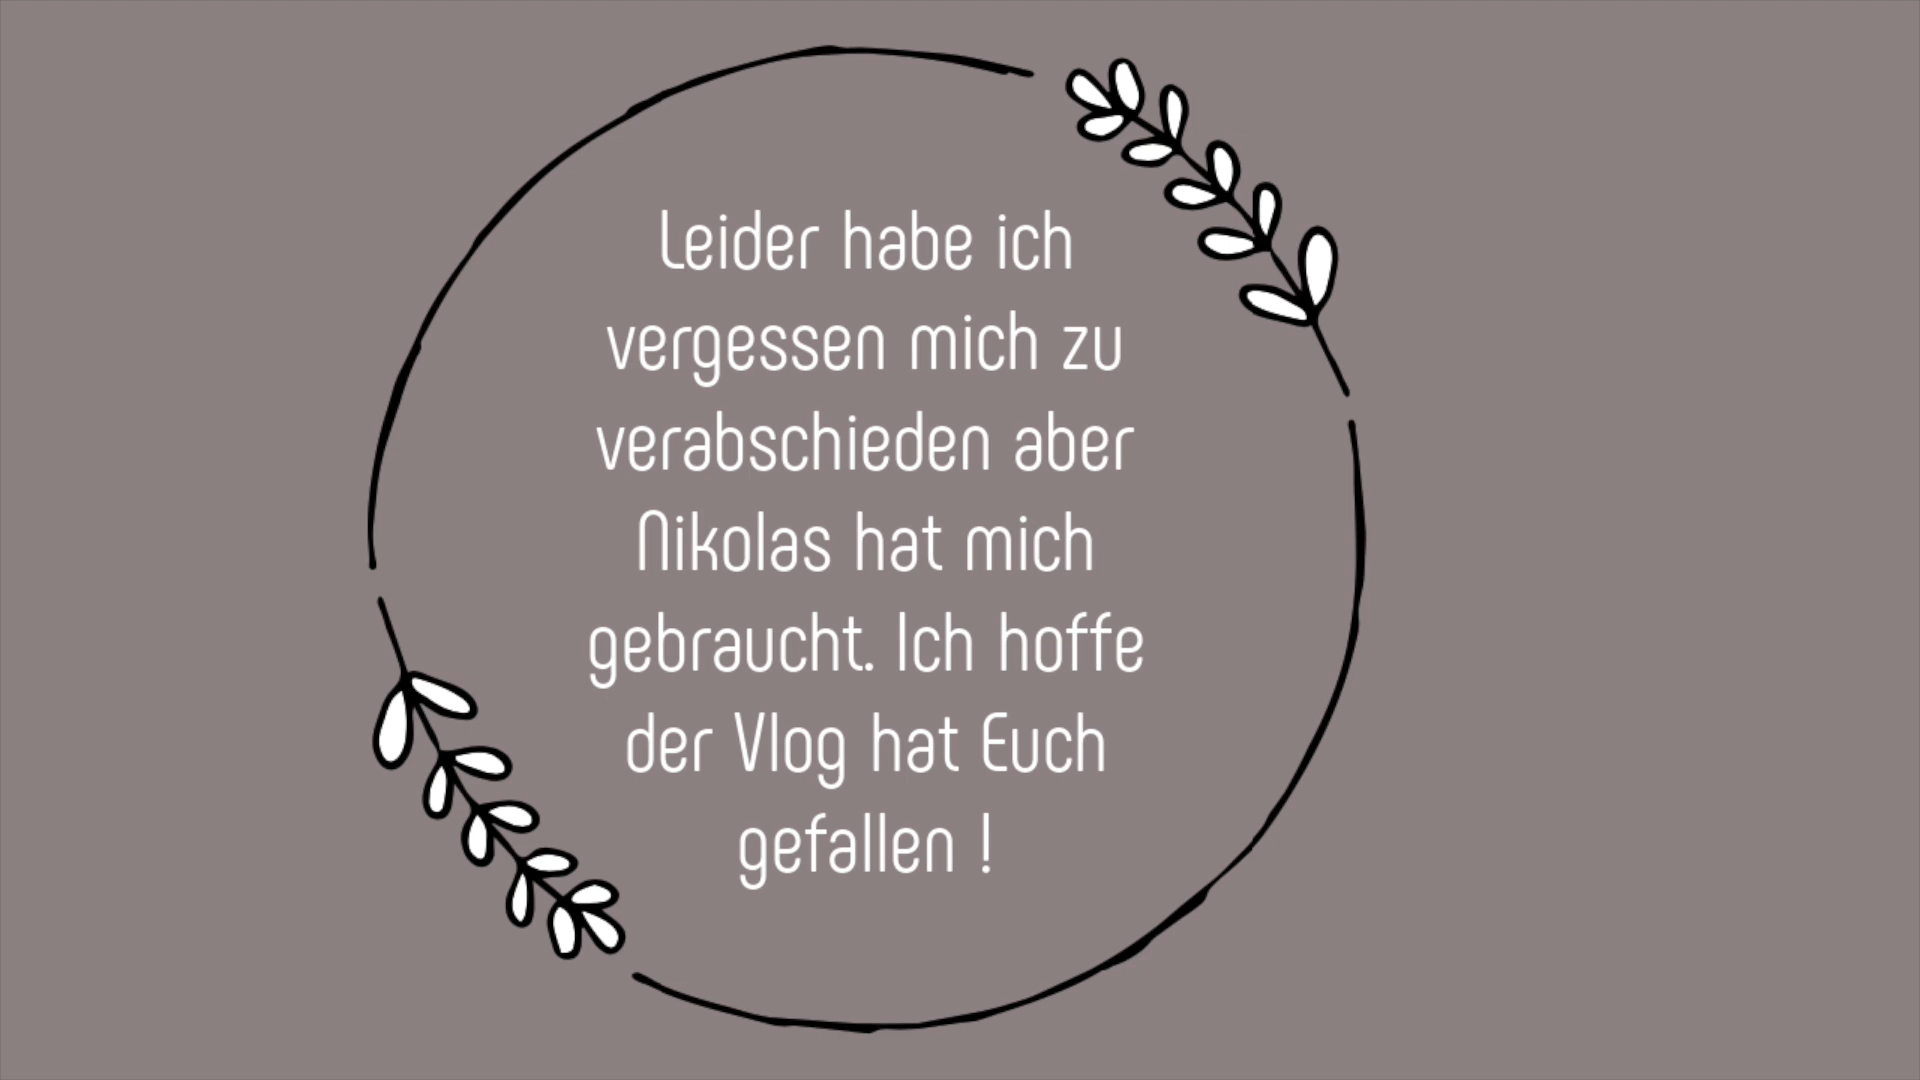 Leider habe ich
vergessen mich zu
verabschieden aber
Nikolas hat mich
gebraucht. Ich hoffe
der Vlog hat Euch
gefallen !